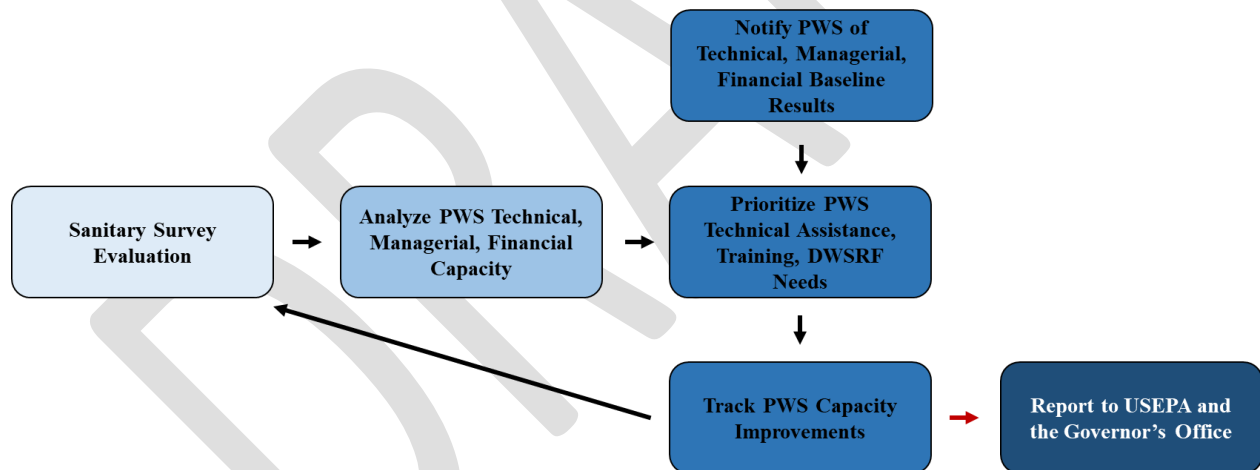 Notify PWS of
Technical, Managerial,
Financial Baseline
Results
Sanitary Survey
Evaluation
Analyze PWS Technical,
Managerial, Financial
Capacity
Prioritize PWS
Technical Assistance,
Training, DWSRF
Needs
Track PWS Capacity
Improvements
Report to USEPA and
the Governor's Office